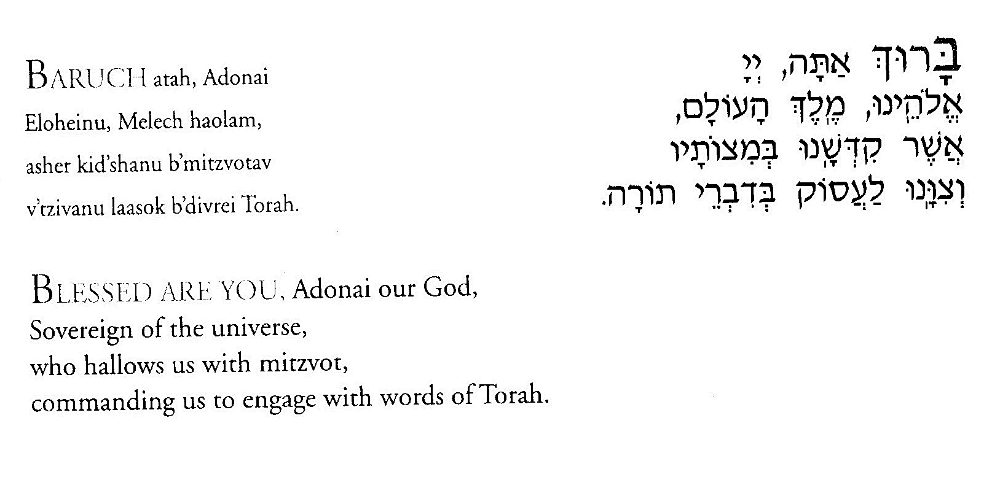 BARUCH atah, Adonai
Eloheinu, Melech haolam,
asher kid'shanu b'mitzvotav
v'tzivanu laasok b'divrei Torah.
בָּרוּךְ אַתָּה, יְיָ
אֱלֹהֵֽינוּ, מֶֽלֶךְ הָעוֹלָם,
אֲשֶׁר קִדְּשָֽׁנוּ בְּמִצוֹתָיו
וְצִוָּֽנוּ לַעֲסוֹק בְּדִבְרֵי תוֹרָה.
BLESSED ARE YOU, Adonai our God,
Sovereign of the universe,
who hallows us with mitzvot,
commanding us to engage with words of Torah.